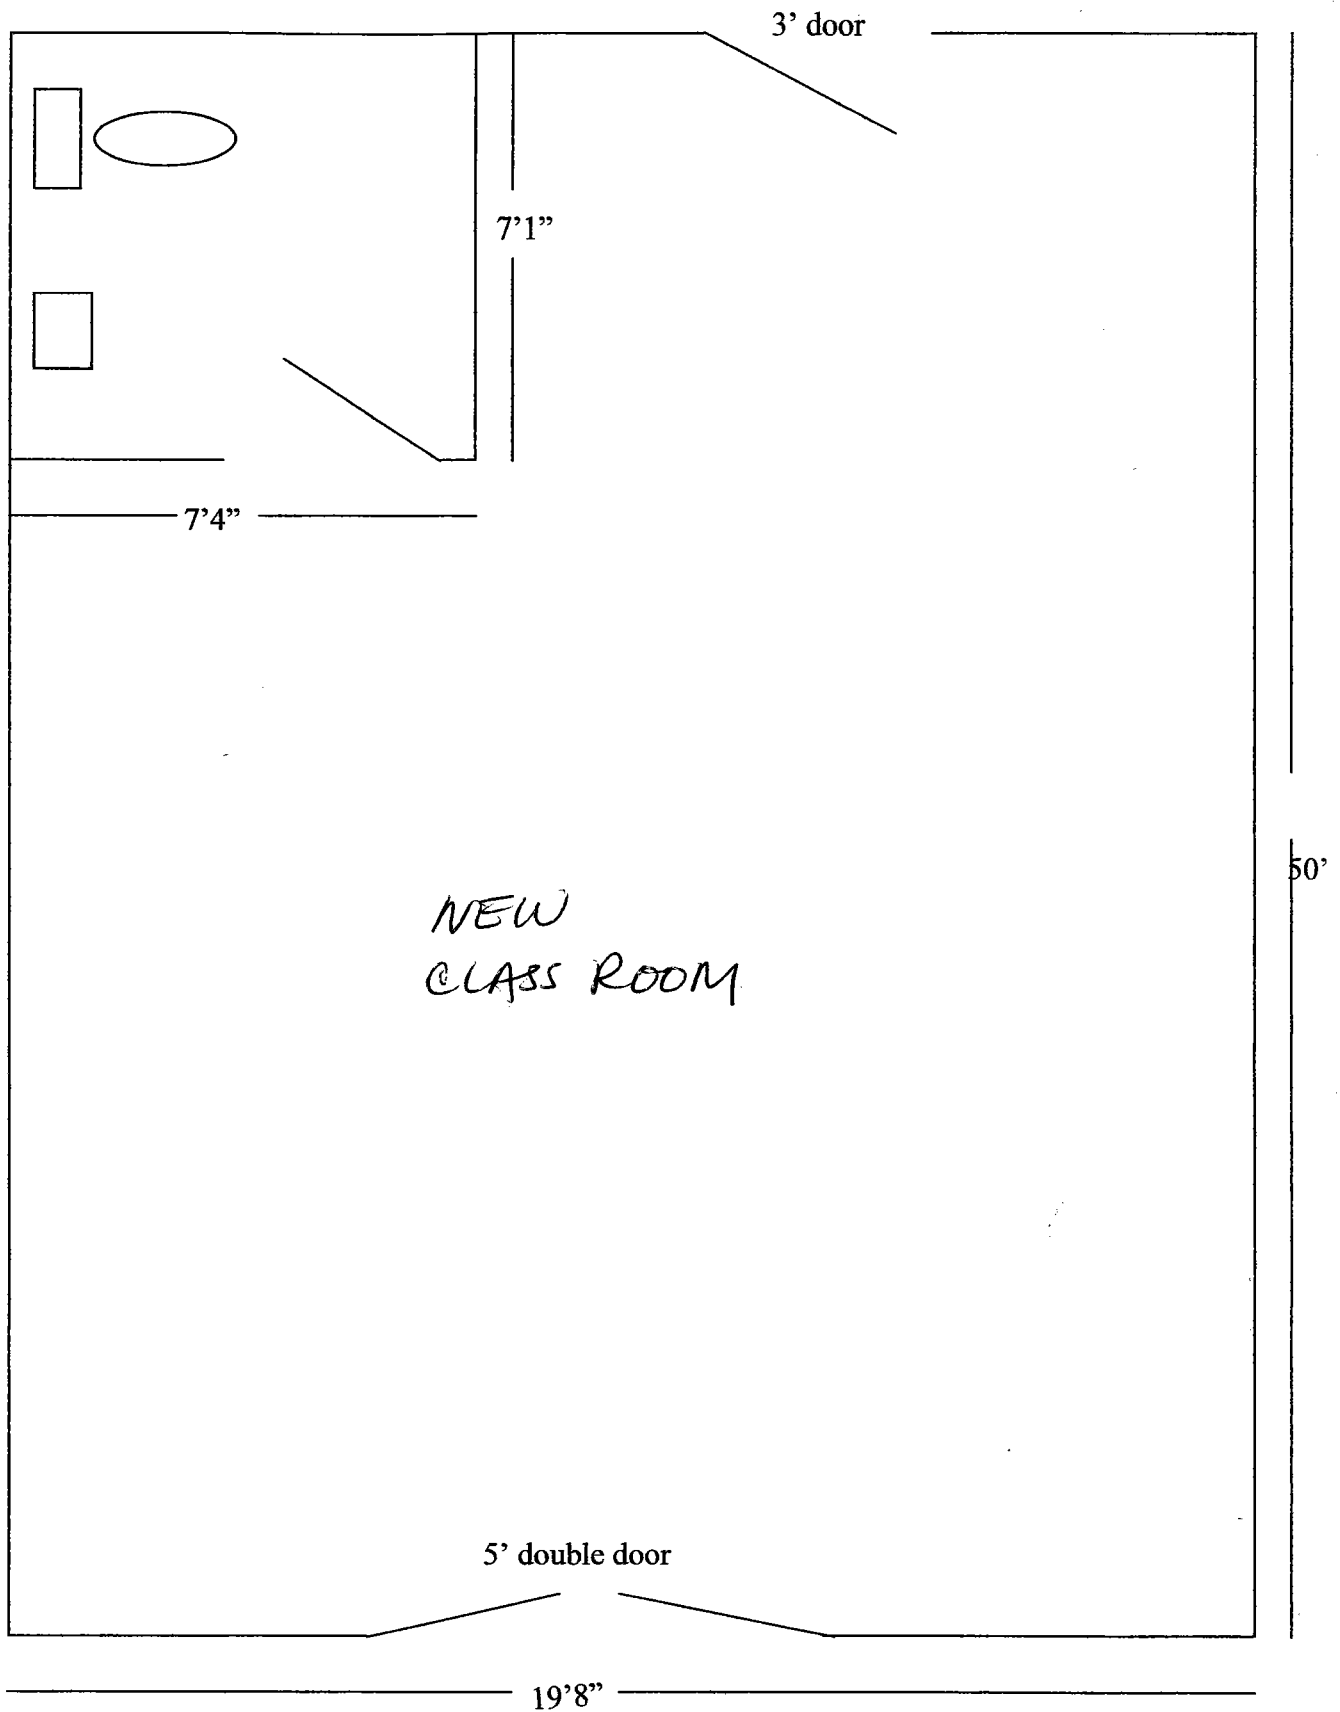 3’ door
7’1”
7’4”
50’
NEW
CLASS ROOM
5’ double door
19’8”